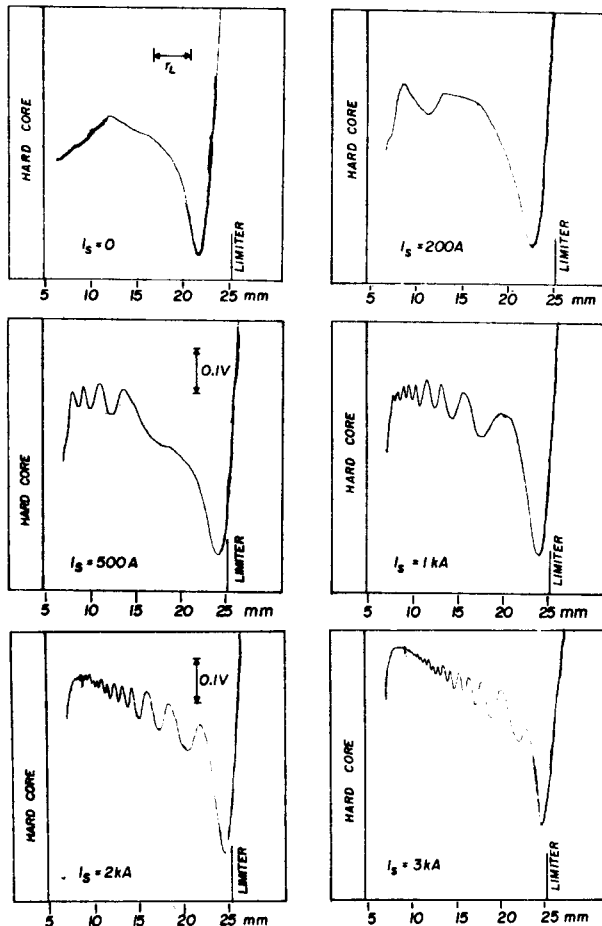 HARD CORE
r_L
I_S = 0
LIMITER
5 10 15 20 25 mm
HARD CORE
I_S = 200A
LIMITER
5 10 15 20 25 mm
HARD CORE
0.1V
I_S = 500A
LIMITER
5 10 15 20 25 mm
HARD CORE
I_S = 1 kA
LIMITER
5 10 15 20 25 mm
HARD CORE
0.1V
I_S = 2kA
LIMITER
5 10 15 20 25 mm
HARD CORE
I_S = 3kA
LIMITER
5 10 15 20 25 mm